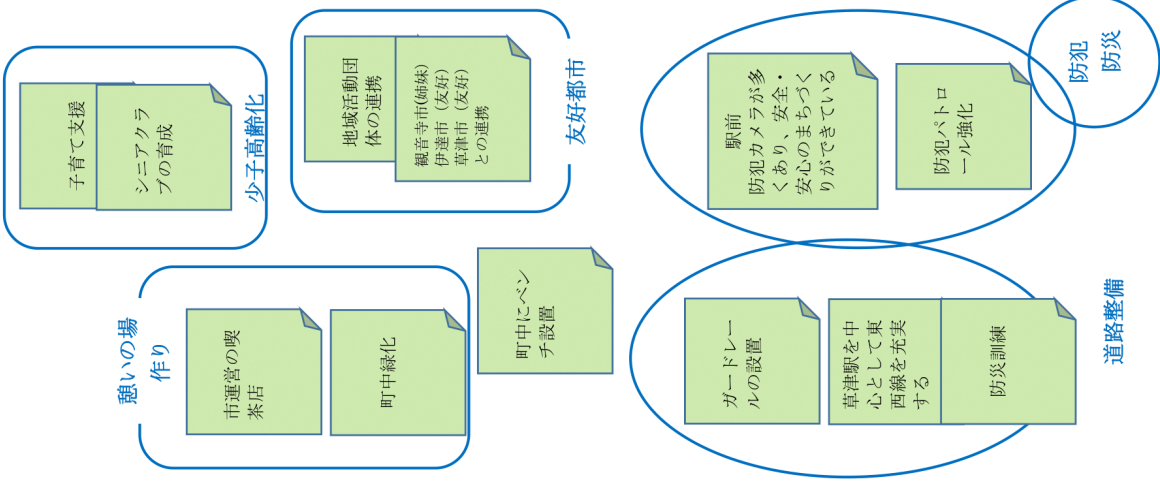 憩いの場
作り
市運営の喫
茶店
町中緑化
町中にベン
チ設置
少子高齢化
子育て支援
シニアクラ
ブの育成
友好都市
地域活動団
体の連携
観音寺市(姉妹)
伊達市（友好）
草津市（友好）
との連携
道路整備
ガードレー
ルの設置
草津駅を中
心として東
西線を充実
する
防災訓練
防犯
防災
駅前
防犯カメラが多
くあり、安全・
安心のまちづく
りができている
防犯パトロ
ール強化